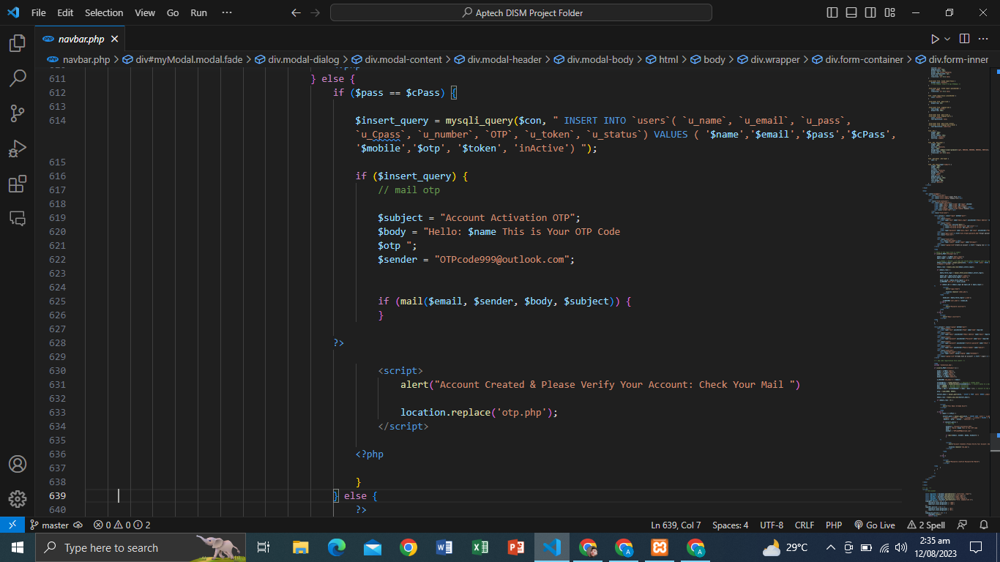 File Edit Selection View Go Run ··· Aptech DISM Project Folder
navbar.php
navbar.php > div#myModal.modal.fade > div.modal-dialog > div.modal-content > div.modal-header > div.modal-body > html > body > div.wrapper > div.form-container > div.form-inner
611 } else {
612 if ($pass == $cPass) {
613
614 $insert_query = mysqli_query($con, " INSERT INTO `users`( `u_name`, `u_email`, `u_pass`,
`u_Cpass`, `u_number`, `OTP`, `u_token`, `u_status`) VALUES ( '$name','$email','$pass','$cPass',
'$mobile','$otp', '$token', 'inActive') ");
615
616 if ($insert_query) {
617 // mail otp
618
619 $subject = "Account Activation OTP";
620 $body = "Hello: $name This is Your OTP Code
621 $otp ";
622 $sender = "OTPcode999@outlook.com";
623
624
625 if (mail($email, $sender, $body, $subject)) {
626 }
627
628 ?>
629
630 <script>
631 alert("Account Created & Please Verify Your Account: Check Your Mail ")
632
633 location.replace('otp.php');
634 </script>
635
636 <?php
637
638 }
639 } else {
640 ?>
master 0 0 2 Ln 639, Col 7 Spaces: 4 UTF-8 CRLF PHP Go Live 2 Spell
Type here to search 29°C 2:35 am
12/08/2023